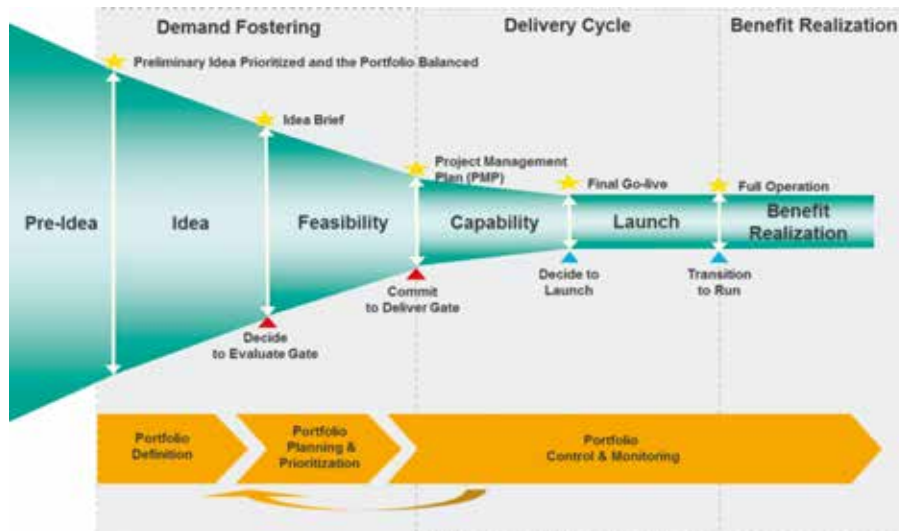 Demand Fostering
Delivery Cycle
Benefit Realization
Preliminary Idea Prioritized and the Portfolio Balanced
Idea Brief
Project Management
Plan (PMP)
Final Go-live
Full Operation
Pre-Idea
Idea
Feasibility
Capability
Launch
Benefit
Realization
Decide
to Evaluate Gate
Commit
to Deliver Gate
Decide to
Launch
Transition
to Run
Portfolio
Definition
Portfolio
Planning &
Prioritization
Portfolio
Control & Monitoring